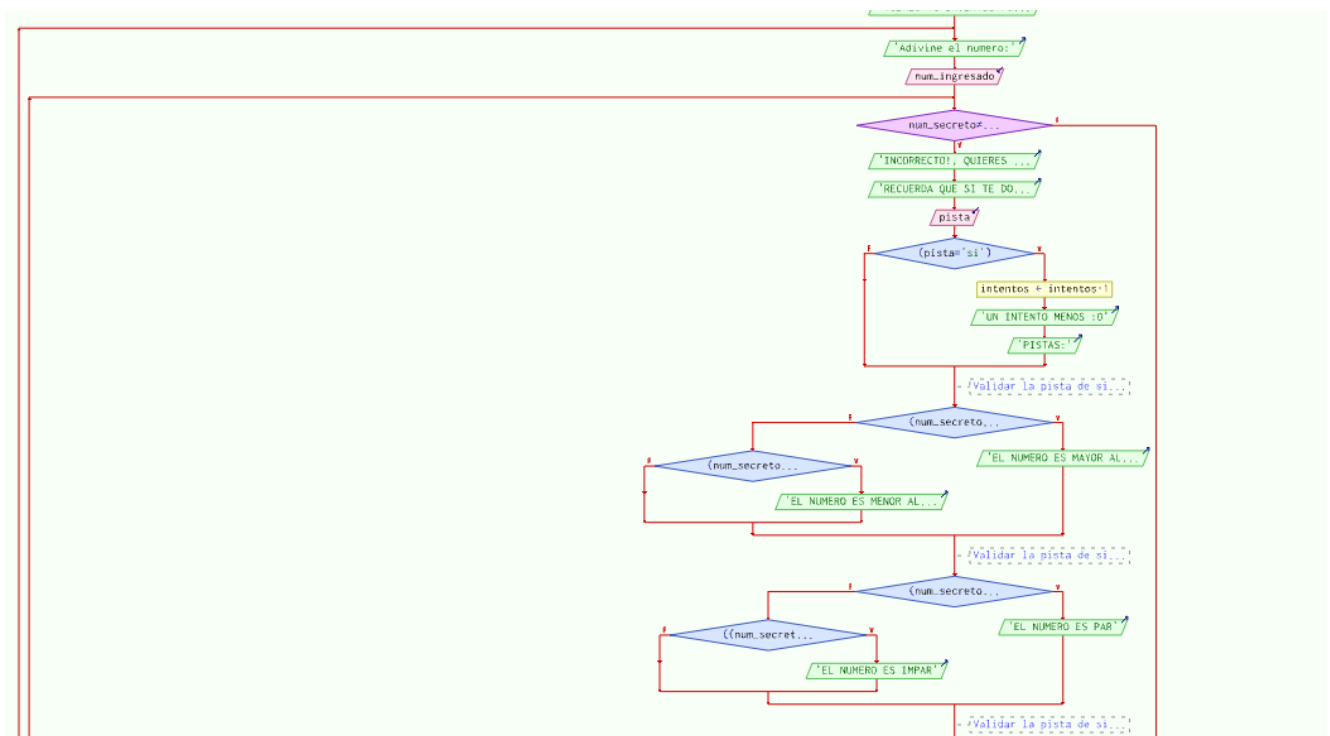 'Adivine el numero:'
num_ingresado
num_secreto≠...
F
V
'INCORRECTO!, QUIERES ...
'RECUERDA QUE SI TE DO...
pista
F
(pista='si')
V
intentos ← intentos-1
'UN INTENTO MENOS :0'
'PISTAS:'
Validar la pista de si...
F
(num_secreto...
V
F
(num_secreto...
V
'EL NUMERO ES MAYOR AL...
'EL NUMERO ES MENOR AL...
Validar la pista de si...
F
(num_secreto...
V
F
((num_secret...
V
'EL NUMERO ES PAR'
'EL NUMERO ES IMPAR'
Validar la pista de si...